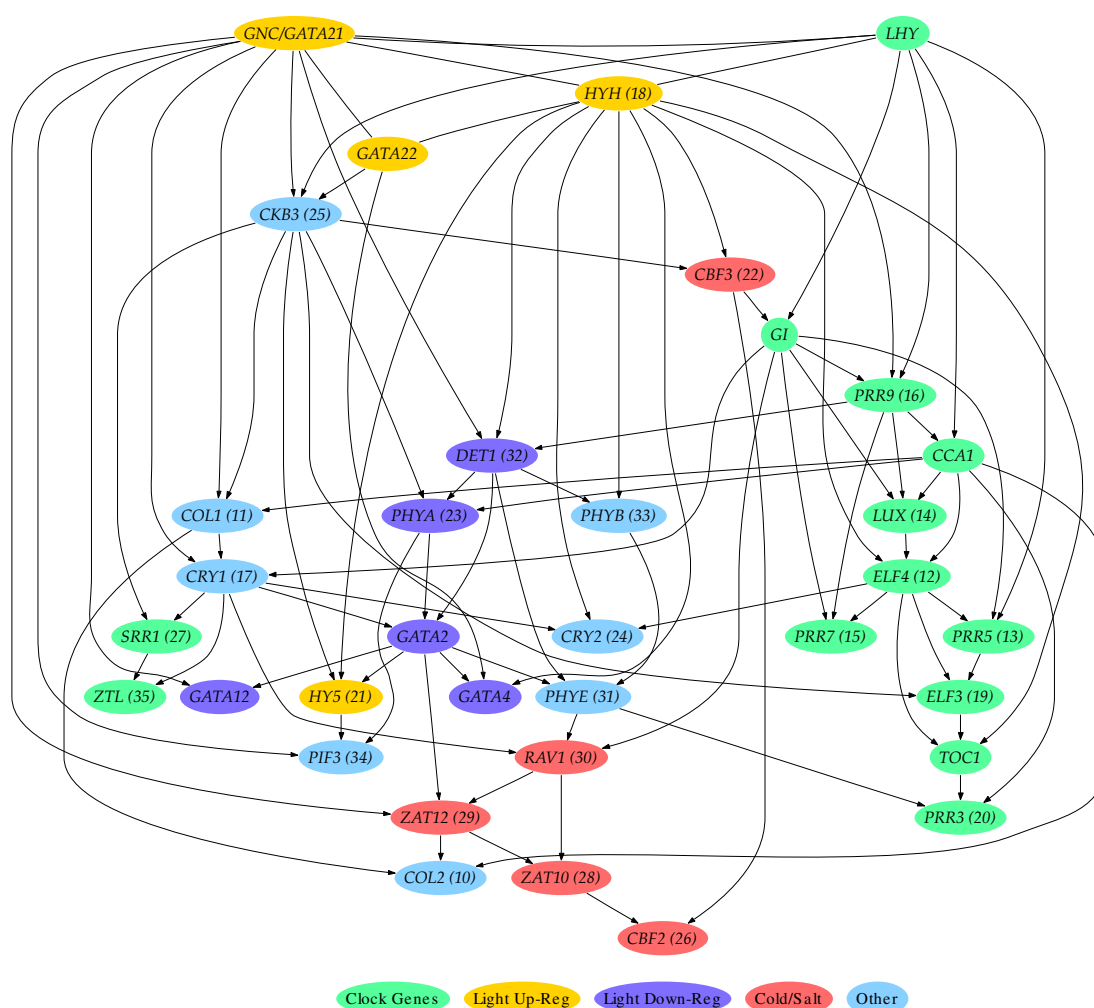 GNC/GATA21
LHY
HYH (18)
GATA22
CKB3 (25)
CBF3 (22)
GI
PRR9 (16)
DET1 (32)
CCA1
COL1 (11)
PHYA (23)
PHYB (33)
LUX (14)
CRY1 (17)
ELF4 (12)
SRR1 (27)
GATA2
CRY2 (24)
PRR7 (15)
PRR5 (13)
ZTL (35)
GATA12
HY5 (21)
GATA4
PHYE (31)
ELF3 (19)
PIF3 (34)
RAV1 (30)
TOC1
ZAT12 (29)
PRR3 (20)
COL2 (10)
ZAT10 (28)
CBF2 (26)
Clock Genes
Light Up-Reg
Light Down-Reg
Cold/Salt
Other